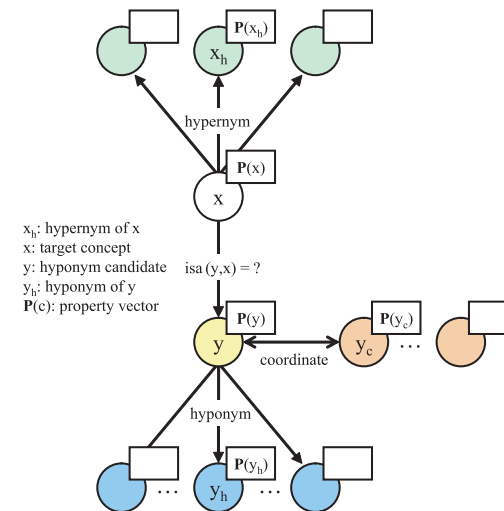 P(x_h)
x_h
hypernym
P(x)
x
x_h: hypernym of x
x: target concept
y: hyponym candidate
y_h: hyponym of y
P(c): property vector
isa (y,x) = ?
P(y)
P(y_c)
y
y_c
...
coordinate
hyponym
P(y_h)
... y_h ...